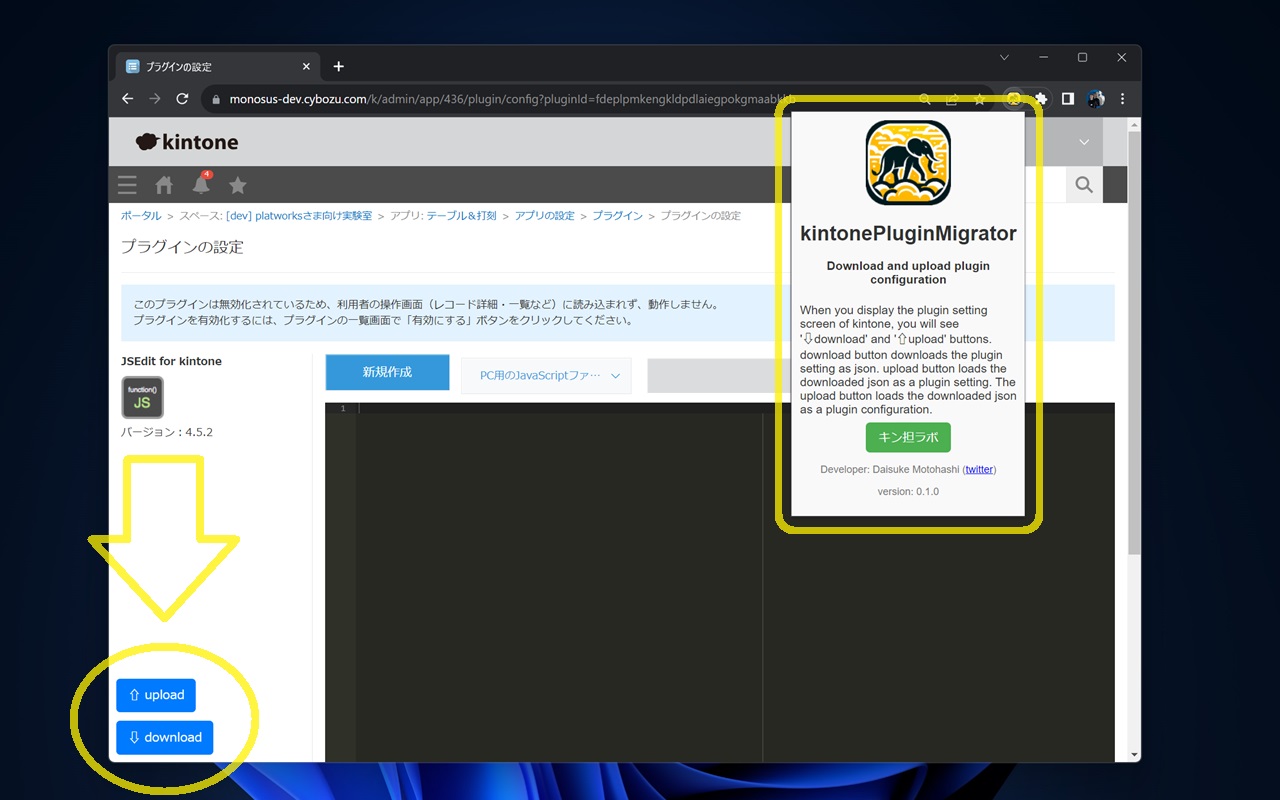 プラグインの設定
monosus-dev.cybozu.com/k/admin/app/436/plugin/config?pluginId=fdeplpmkengkldpdlaiegpokgmaabk
kintone
4
ポータル > スペース: [dev] platworksさま向け実験室 > アプリ: テーブル＆打刻 > アプリの設定 > プラグイン > プラグインの設定
プラグインの設定
このプラグインは無効化されているため、利用者の操作画面（レコード詳細・一覧など）に読み込まれず、動作しません。
プラグインを有効化するには、プラグインの一覧画面で「有効にする」ボタンをクリックしてください。
JSEdit for kintone
function()
JS
バージョン : 4.5.2
新規作成
PC用のJavaScriptファ…
1
⇧ upload
⇩ download
kintonePluginMigrator
Download and upload plugin
configuration
When you display the plugin setting
screen of kintone, you will see
'⇩download' and '⇧upload' buttons.
download button downloads the plugin
setting as json. upload button loads the
downloaded json as a plugin setting. The
upload button loads the downloaded json
as a plugin configuration.
キン担ラボ
Developer: Daisuke Motohashi (twitter)
version: 0.1.0